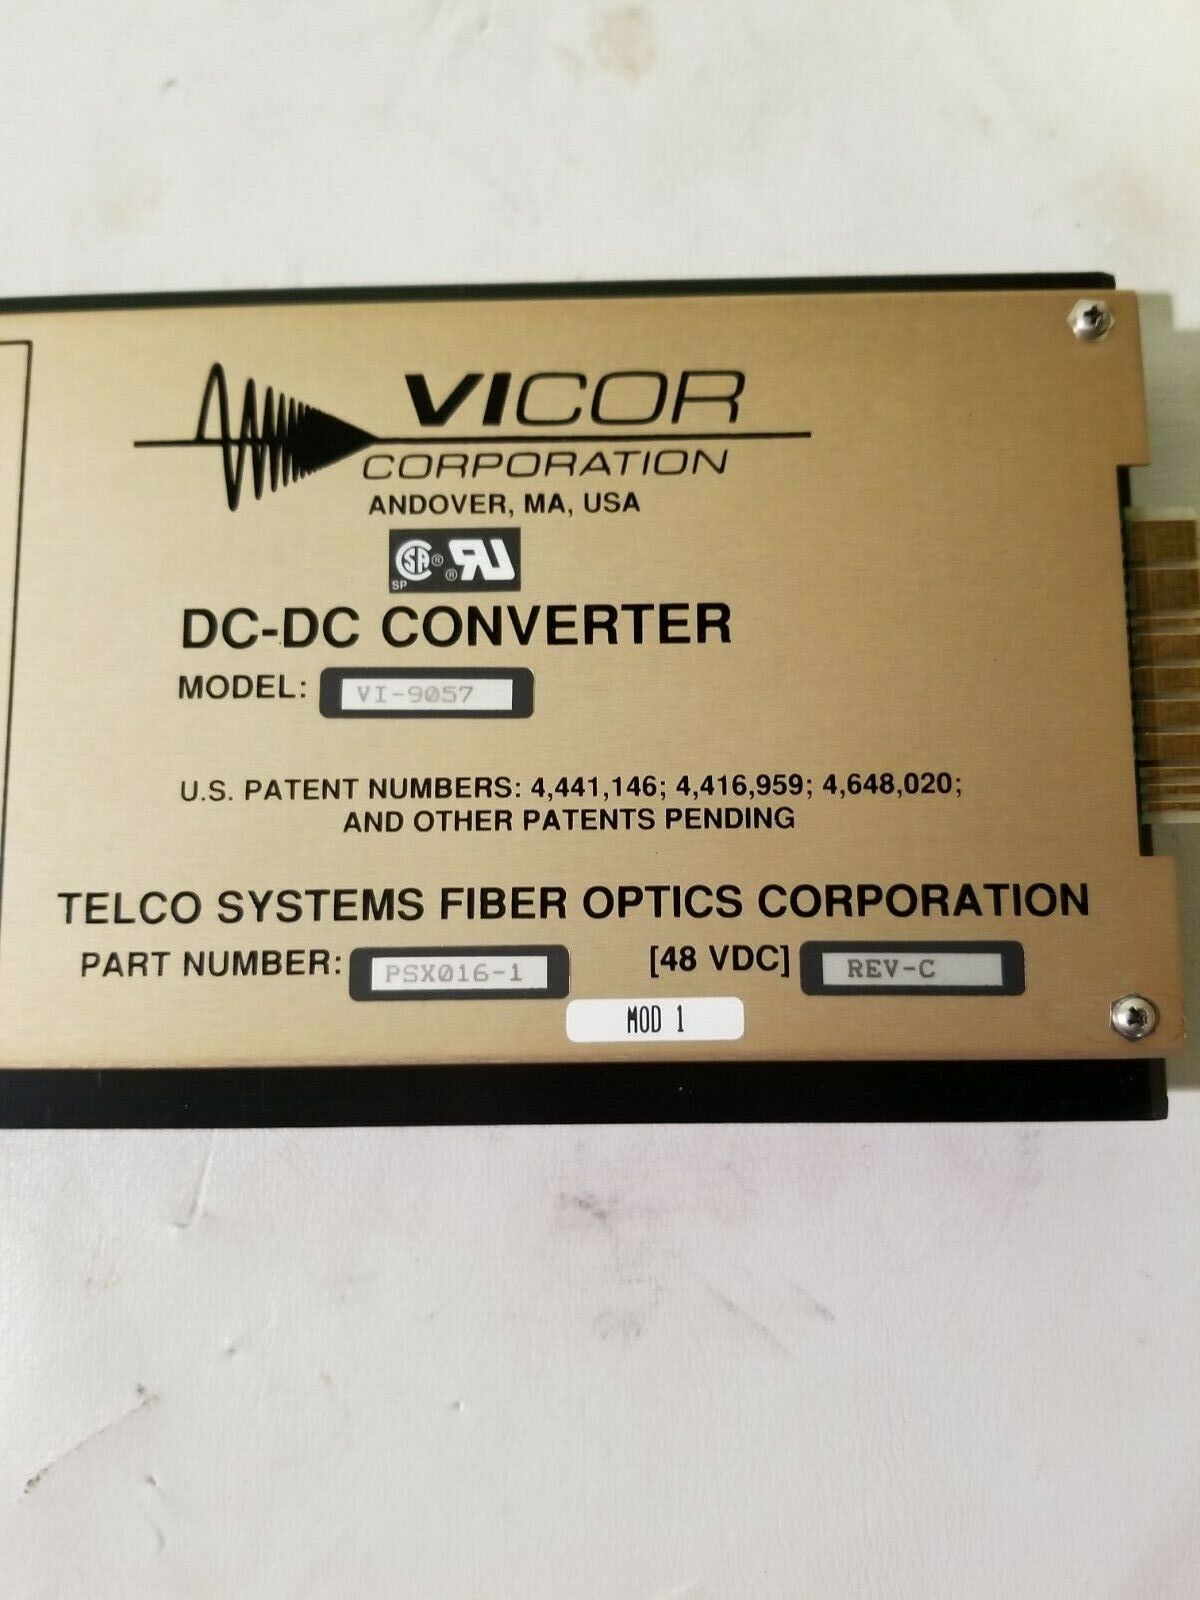 VICOR
CORPORATION
ANDOVER, MA, USA
SP
DC-DC CONVERTER
MODEL: VI-9057
U.S. PATENT NUMBERS: 4,441,146; 4,416,959; 4,648,020;
AND OTHER PATENTS PENDING
TELCO SYSTEMS FIBER OPTICS CORPORATION
PART NUMBER: PSX016-1 [48 VDC] REV-C
MOD 1